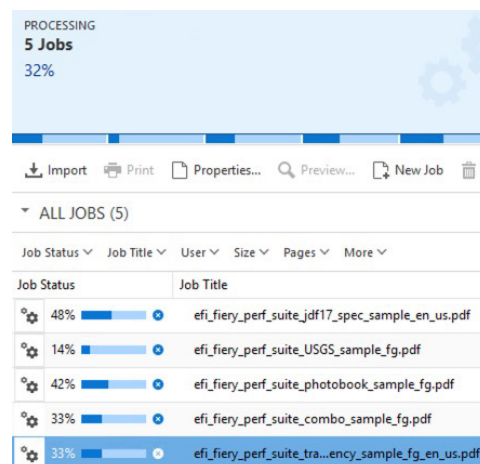 PROCESSING
5 Jobs
32%
Import Print Properties... Preview... New Job
ALL JOBS (5)
Job Status Job Title User Size Pages More
Job Status Job Title
48% efi_fiery_perf_suite_jdf17_spec_sample_en_us.pdf
14% efi_fiery_perf_suite_USGS_sample_fg.pdf
42% efi_fiery_perf_suite_photobook_sample_fg.pdf
33% efi_fiery_perf_suite_combo_sample_fg.pdf
33% efi_fiery_perf_suite_tra...ency_sample_fg_en_us.pdf